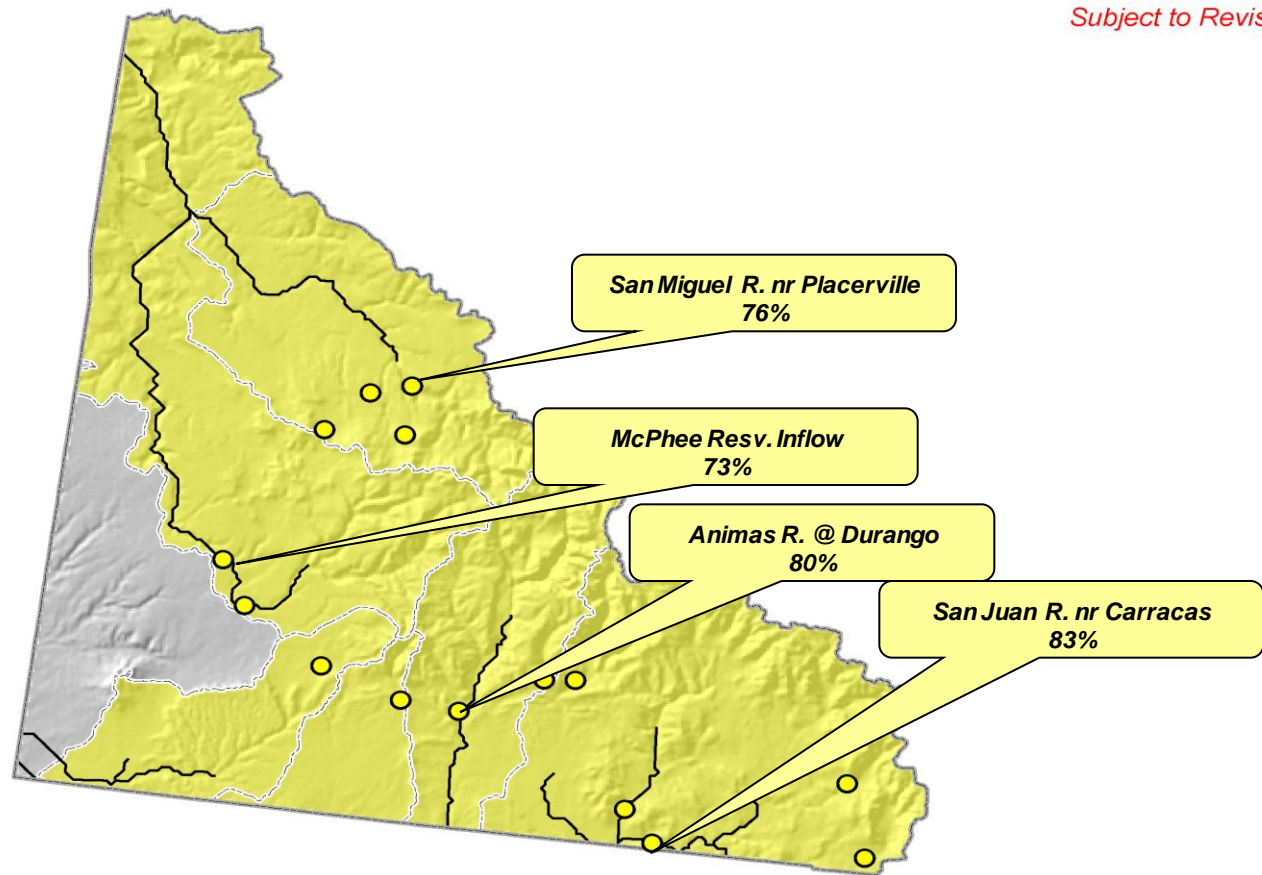 Subject to
San Miguel R. nr Placerville
76%
McPhee Resv. Inflow
73%
Animas R. @ Durango
80%
San Juan R. nr Carracas
83%